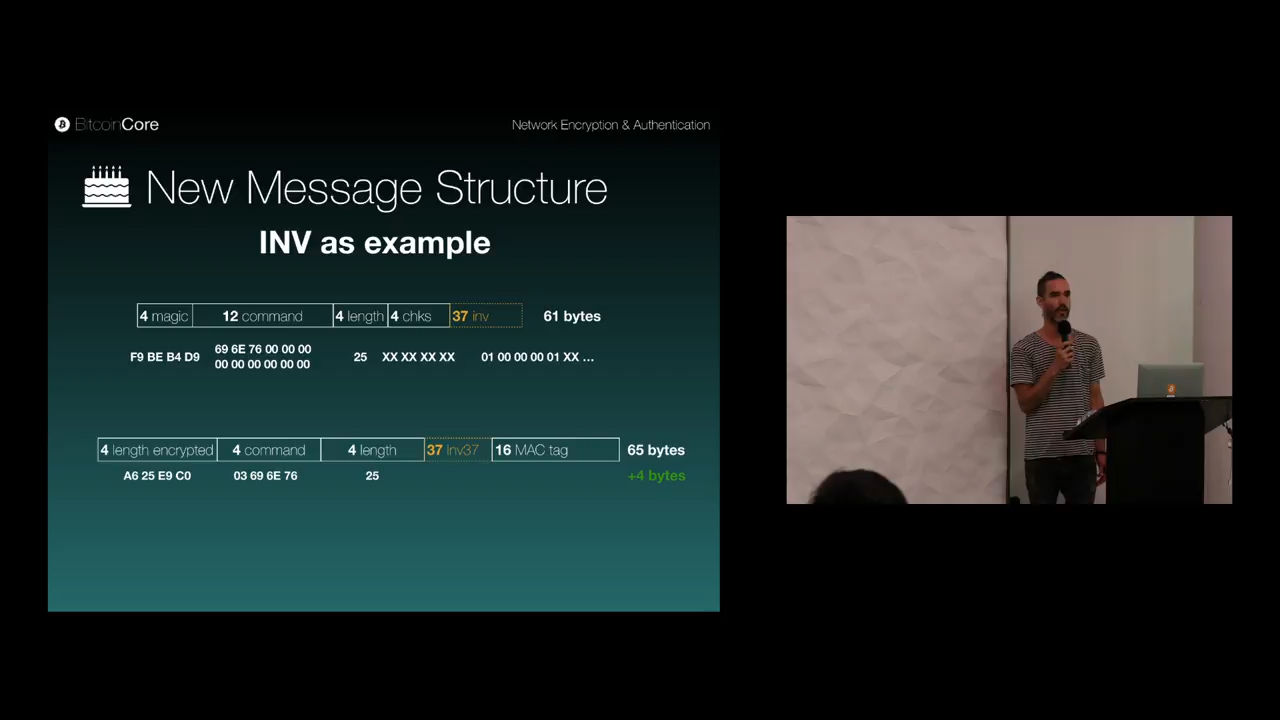 BitcoinCore
Network Encryption & Authentication
New Message Structure
INV as example
4 magic 12 command 4 length 4 chks 37 inv 61 bytes
F9 BE B4 D9 69 6E 76 00 00 00 25 XX XX XX XX 01 00 00 00 01 XX ...
00 00 00 00 00 00
4 length encrypted 4 command 4 length 37 Inv37 16 MAC tag 65 bytes
A6 25 E9 C0 03 69 6E 76 25 +4 bytes